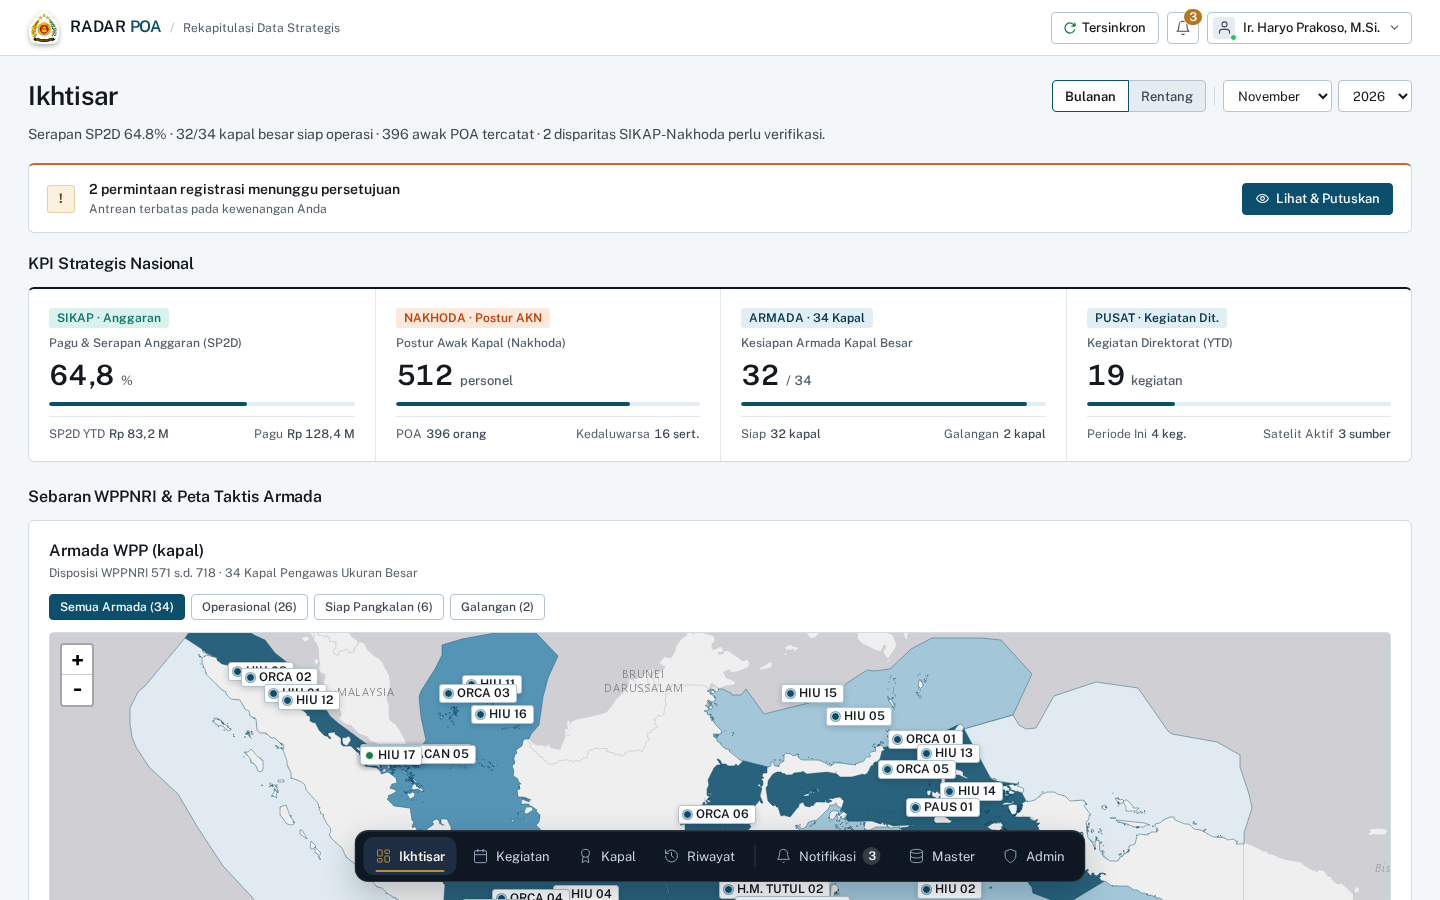 RADAR POA / Rekapitulasi Data Strategis
Tersinkron
3
Ir. Haryo Prakoso, M.Si.
Ikhtisar
Bulanan
Rentang
November
2026
Serapan SP2D 64.8% · 32/34 kapal besar siap operasi · 396 awak POA tercatat · 2 disparitas SIKAP-Nakhoda perlu verifikasi.
!
2 permintaan registrasi menunggu persetujuan
Antrean terbatas pada kewenangan Anda
Lihat & Putuskan
KPI Strategis Nasional
SIKAP · Anggaran
Pagu & Serapan Anggaran (SP2D)
64,8 %
SP2D YTD Rp 83,2 M
Pagu Rp 128,4 M
NAKHODA · Postur AKN
Postur Awak Kapal (Nakhoda)
512 personel
POA 396 orang
Kedaluwarsa 16 sert.
ARMADA · 34 Kapal
Kesiapan Armada Kapal Besar
32 / 34
Siap 32 kapal
Galangan 2 kapal
PUSAT · Kegiatan Dit.
Kegiatan Direktorat (YTD)
19 kegiatan
Periode Ini 4 keg.
Satelit Aktif 3 sumber
Sebaran WPPNRI & Peta Taktis Armada
Armada WPP (kapal)
Disposisi WPPNRI 571 s.d. 718 · 34 Kapal Pengawas Ukuran Besar
Semua Armada (34)
Operasional (26)
Siap Pangkalan (6)
Galangan (2)
+
-
ORCA 02
HIU 12
MALAYSIA
HIU 11
ORCA 03
HIU 16
HIU 17
CAN 05
BRUNEI
DARUSSALAM
HIU 15
HIU 05
ORCA 01
HIU 13
ORCA 05
HIU 14
PAUS 01
ORCA 06
ORCA 04
HIU 04
H.M. TUTUL 02
HIU 02
Bis
Ikhtisar
Kegiatan
Kapal
Riwayat
Notifikasi 3
Master
Admin